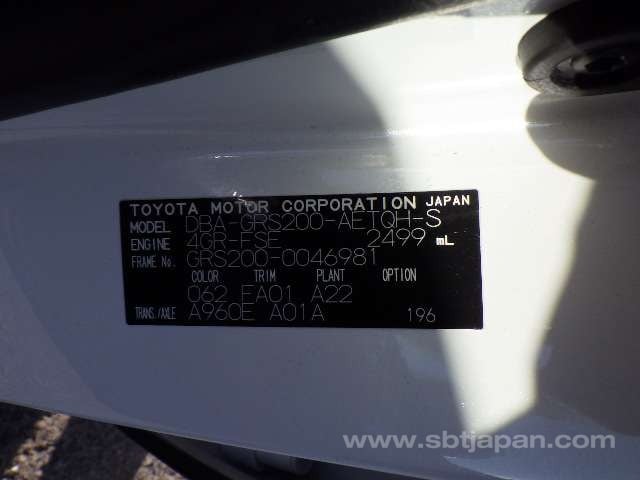 TOYOTA MOTOR CORPORATION JAPAN
MODEL DBA-GRS200-AETQH-S
ENGINE 4GR-FSE 2499 mL
FRAME No. GRS200-0046981
COLOR TRIM PLANT OPTION
062 EA01 A22
TRANS./AXLE A960E A01A 196
www.sbtjapan.com